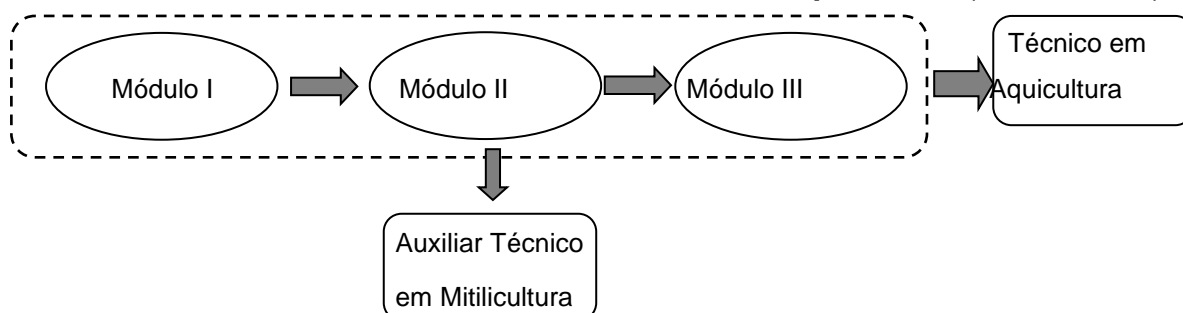 Módulo I
Módulo II
Módulo III
Técnico em
Aquicultura
Auxiliar Técnico
em Mitilicultura